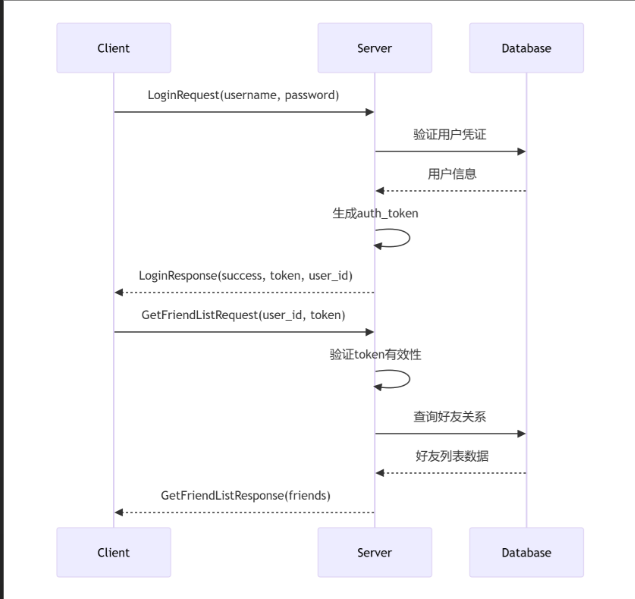 Client Server Database
LoginRequest(username, password)
验证用户凭证
用户信息
生成auth_token
LoginResponse(success, token, user_id)
GetFriendListRequest(user_id, token)
验证token有效性
查询好友关系
好友列表数据
GetFriendListResponse(friends)
Client Server Database